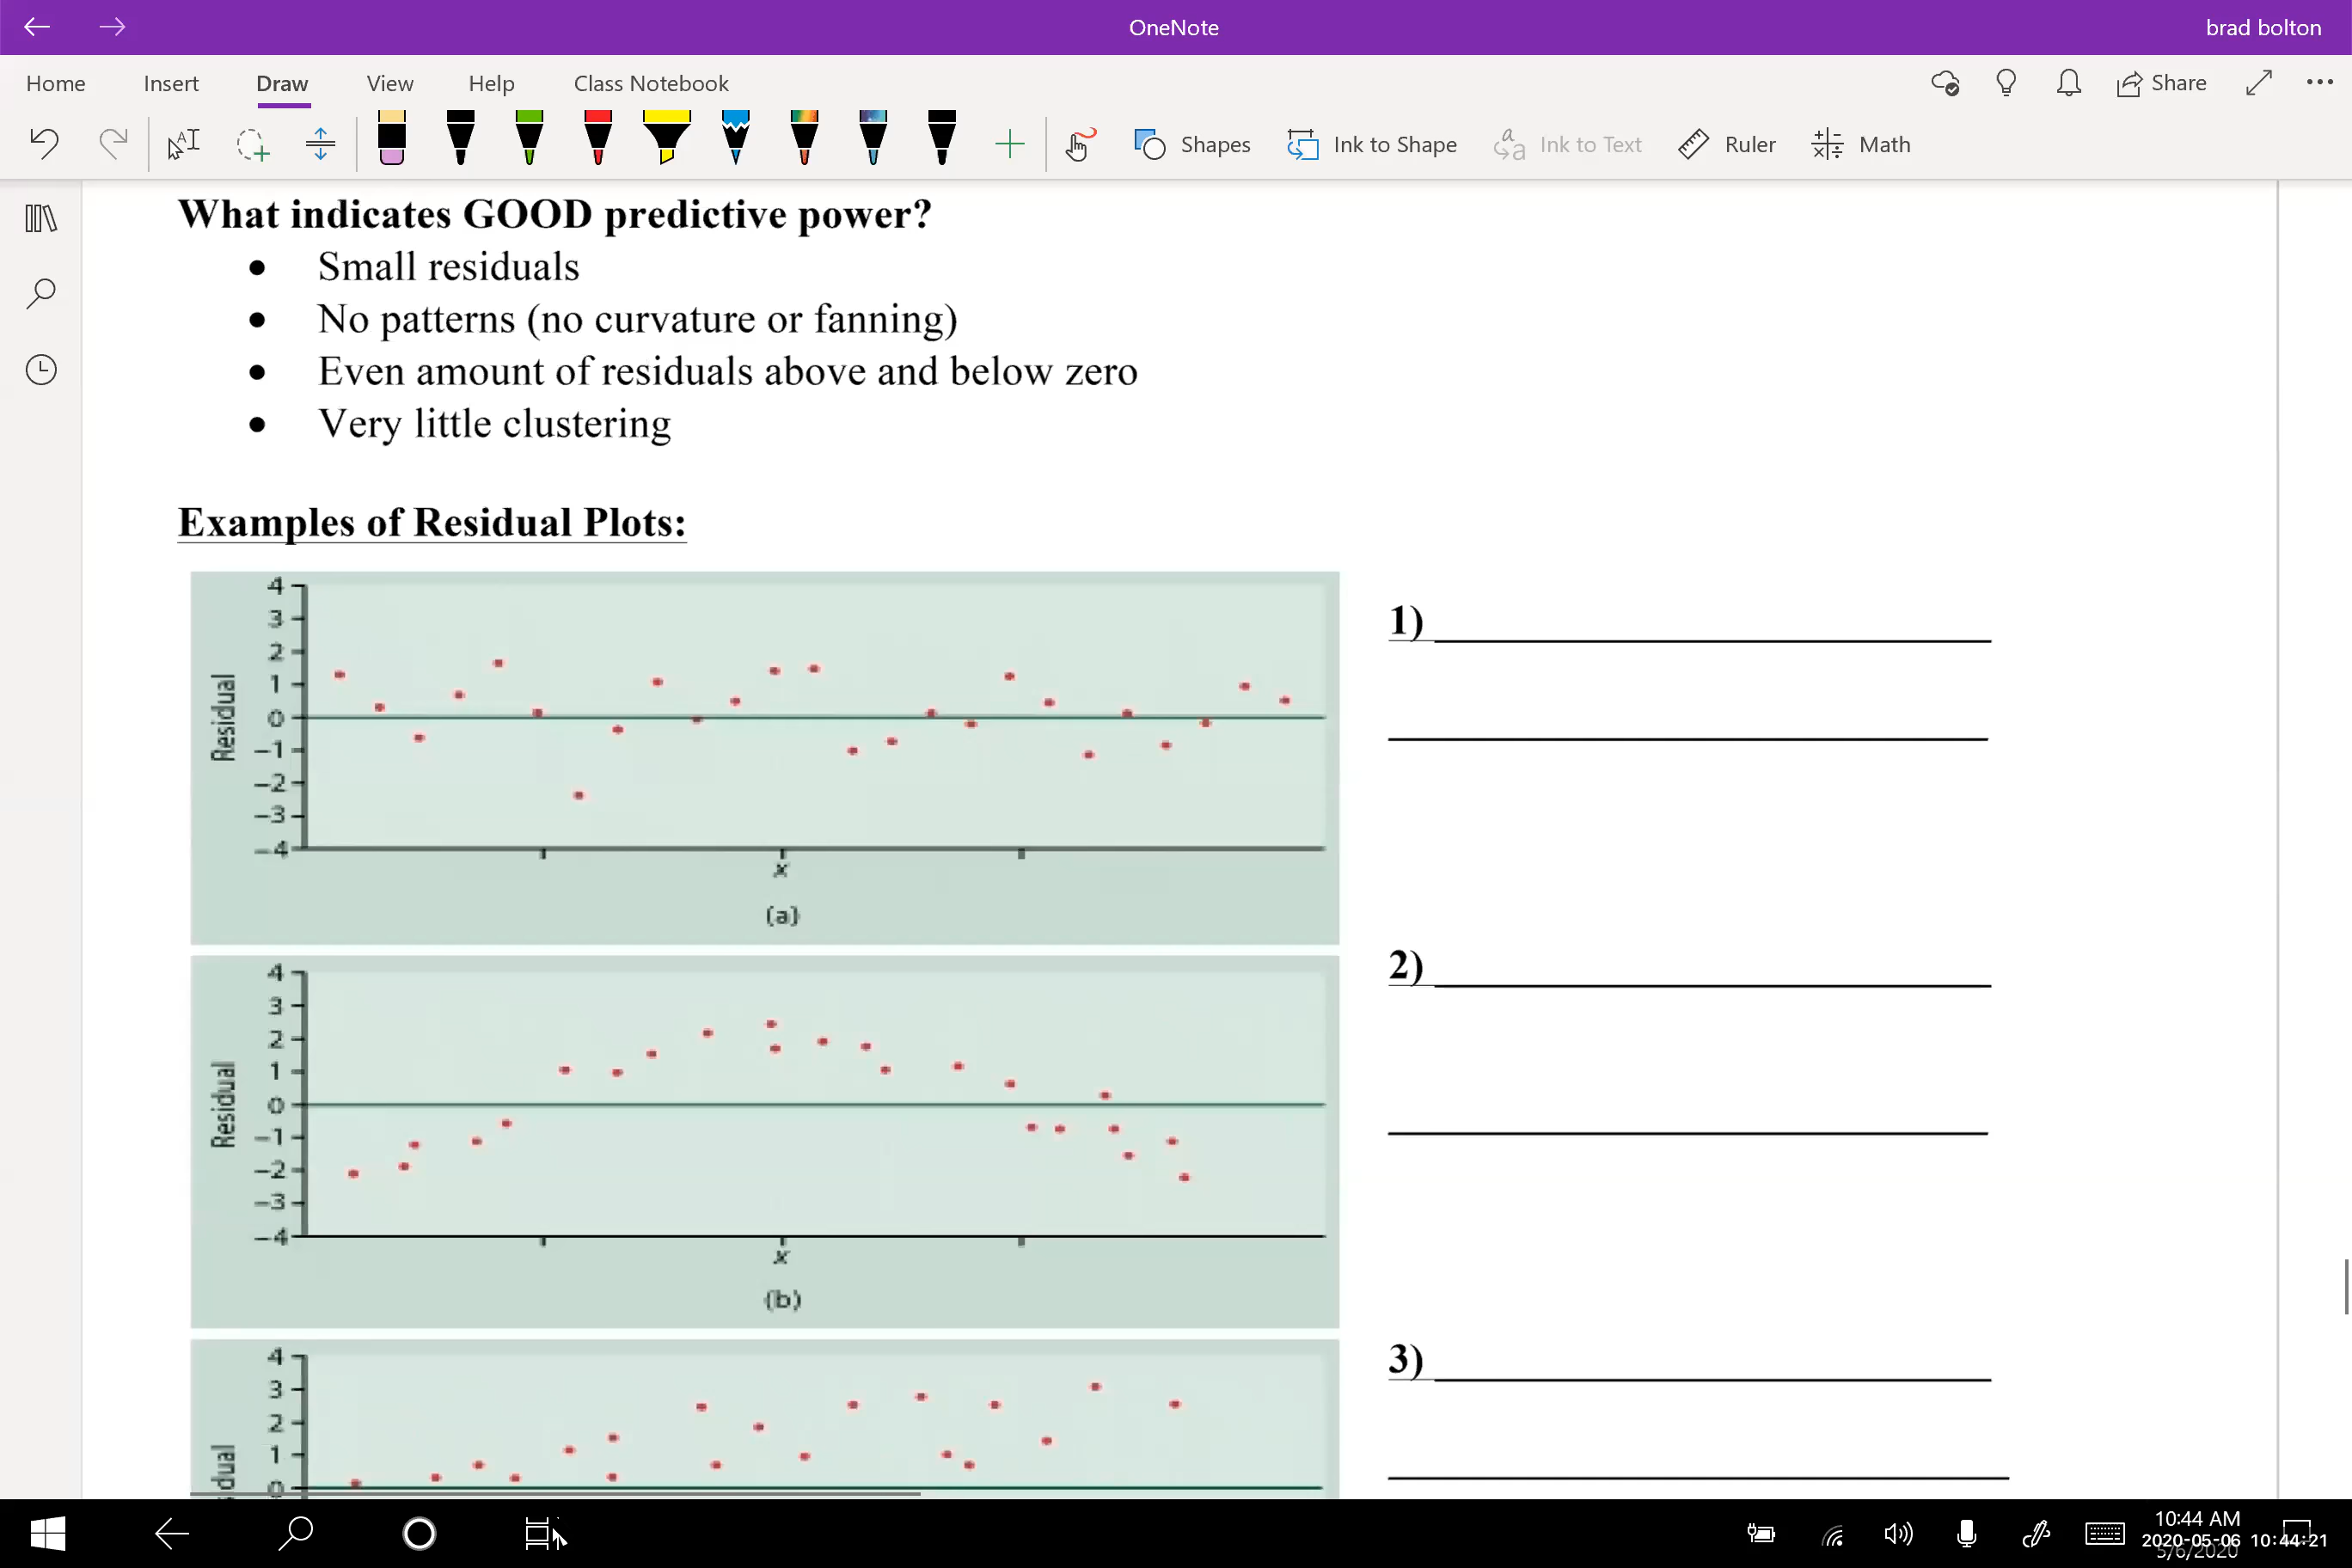 OneNote
brad bolton
Home Insert Draw View Help Class Notebook
Share
Shapes Ink to Shape Ink to Text Ruler Math
What indicates GOOD predictive power?
• Small residuals
• No patterns (no curvature or fanning)
• Even amount of residuals above and below zero
• Very little clustering
Examples of Residual Plots:
4
3
2
1
0
−1
−2
−3
−4
Residual
x
(a)
1)
4
3
2
1
0
−1
−2
−3
−4
Residual
x
(b)
2)
4
3
2
1
0
dual
3)
10:44 AM
2020-05-06 10:44:21
5/6/2020